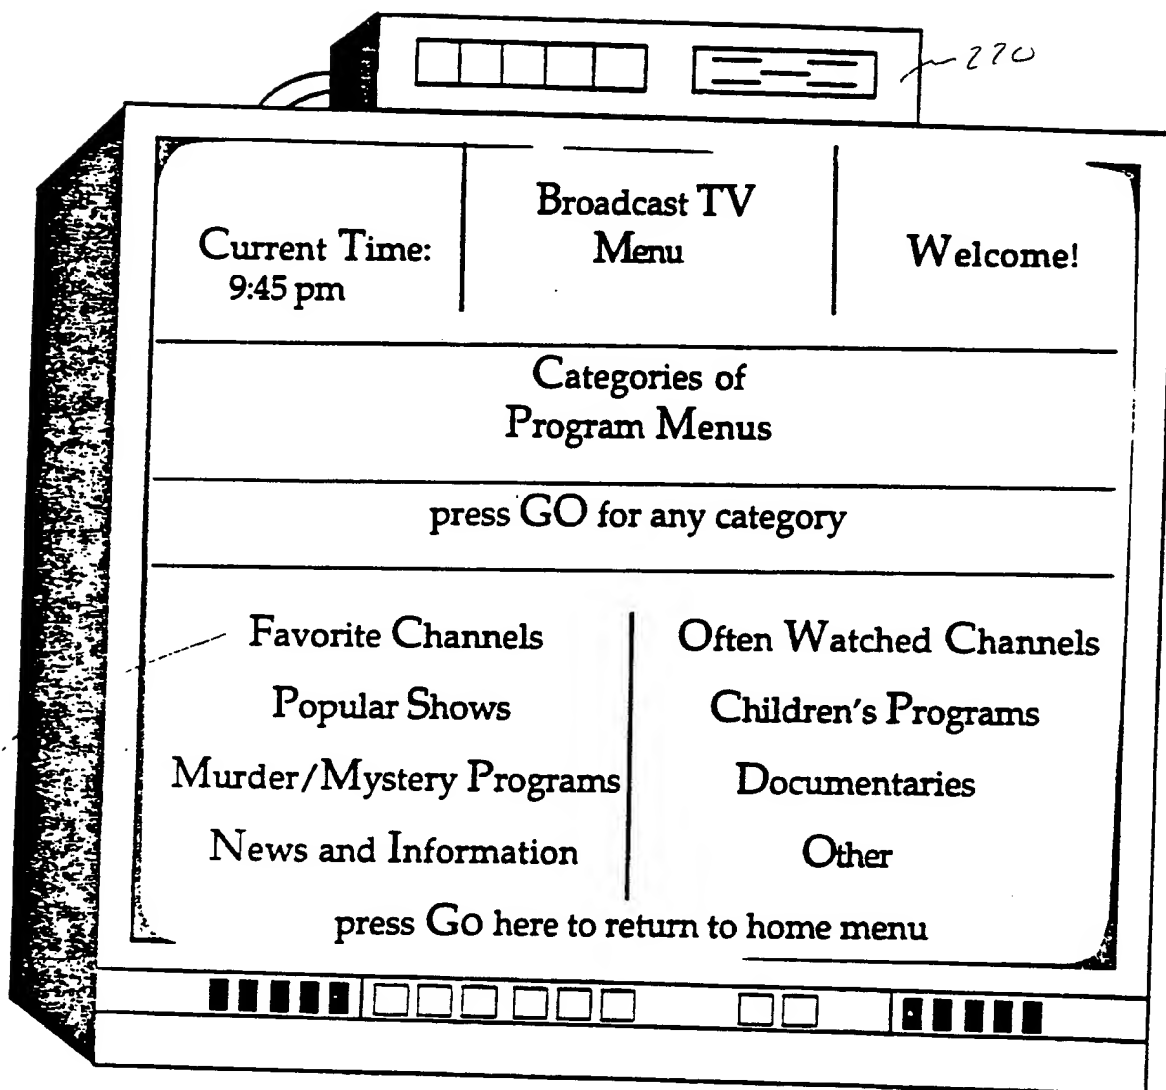 220
Broadcast TV
Menu
Current Time:
9:45 pm
Welcome!
Categories of
Program Menus
press GO for any category
Favorite Channels
Often Watched Channels
Popular Shows
Children's Programs
Murder/Mystery Programs
Documentaries
News and Information
Other
press Go here to return to home menu